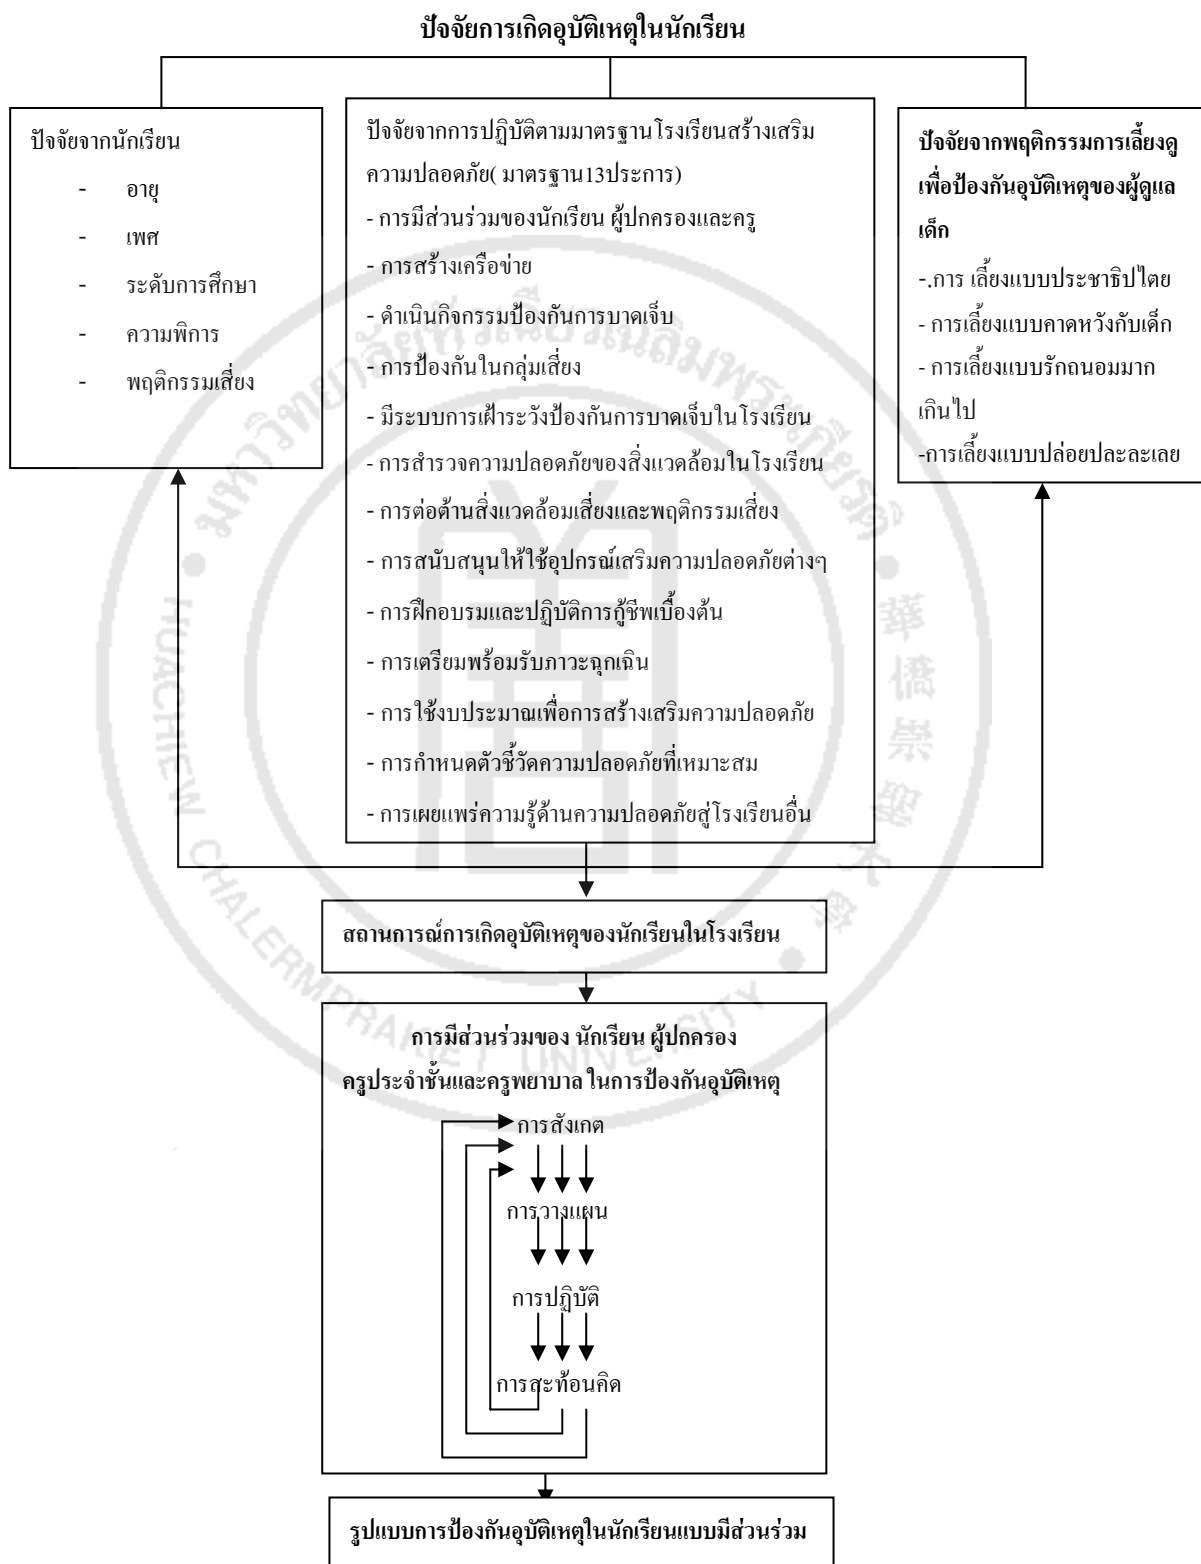 ปัจจัยการเกิดอุบัติเหตุในนักเรียน
ปัจจัยจากนักเรียน
- อายุ
- เพศ
- ระดับการศึกษา
- ความพิการ
- พฤติกรรมเสี่ยง
ปัจจัยจากการปฏิบัติตามมาตรฐานโรงเรียนสร้างเสริม
ความปลอดภัย( มาตรฐาน13ประการ)
- การมีส่วนร่วมของนักเรียน ผู้ปกครองและครู
- การสร้างเครือข่าย
- ดำเนินกิจกรรมป้องกันการบาดเจ็บ
- การป้องกันในกลุ่มเสี่ยง
- มีระบบการเฝ้าระวังป้องกันการบาดเจ็บในโรงเรียน
- การสำรวจความปลอดภัยของสิ่งแวดล้อมในโรงเรียน
- การต่อต้านสิ่งแวดล้อมเสี่ยงและพฤติกรรมเสี่ยง
- การสนับสนุนให้ใช้อุปกรณ์เสริมความปลอดภัยต่างๆ
- การฝึกอบรมและปฏิบัติการกู้ชีพเบื้องต้น
- การเตรียมพร้อมรับภาวะฉุกเฉิน
- การใช้งบประมาณเพื่อการสร้างเสริมความปลอดภัย
- การกำหนดตัวชี้วัดความปลอดภัยที่เหมาะสม
- การเผยแพร่ความรู้ด้านความปลอดภัยสู่โรงเรียนอื่น
ปัจจัยจากพฤติกรรมการเลี้ยงดู
เพื่อป้องกันอุบัติเหตุของผู้ดูแล
เด็ก
-.การ เลี้ยงแบบประชาธิปไตย
- การเลี้ยงแบบคาดหวังกับเด็ก
- การเลี้ยงแบบรักถนอมมาก
เกินไป
-การเลี้ยงแบบปล่อยปละละเลย
สถานการณ์การเกิดอุบัติเหตุของนักเรียนในโรงเรียน
การมีส่วนร่วมของ นักเรียน ผู้ปกครอง
ครูประจำชั้นและครูพยาบาล ในการป้องกันอุบัติเหตุ
การสังเกต
การวางแผน
การปฏิบัติ
การสะท้อนคิด
รูปแบบการป้องกันอุบัติเหตุในนักเรียนแบบมีส่วนร่วม
มหาวิทยาลัยหัวเฉียวเฉลิมพระเกียรติ
HUACHIEW CHALERMPRAKIET UNIVERSITY
華僑崇聖大學